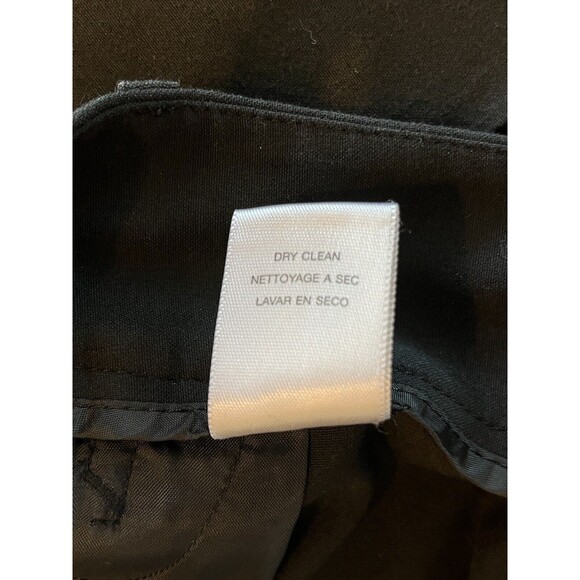 DRY CLEAN
NETTOYAGE A SEC
LAVAR EN SECO